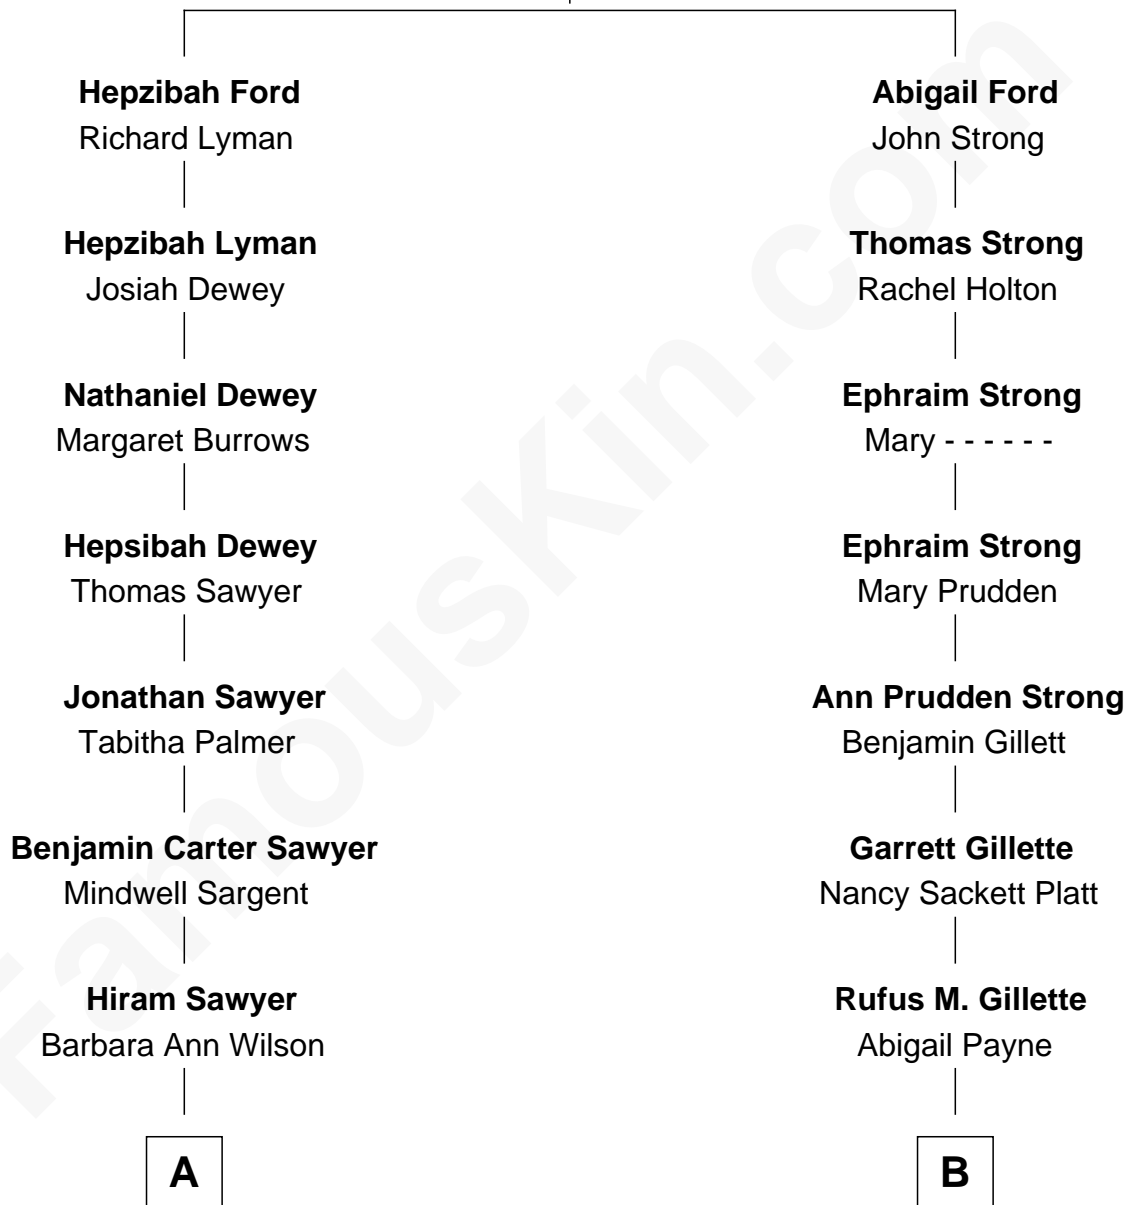 Hepzibah Ford
Richard Lyman
Hepzibah Lyman
Josiah Dewey
Nathaniel Dewey
Margaret Burrows
Hepsibah Dewey
Thomas Sawyer
Jonathan Sawyer
Tabitha Palmer
Benjamin Carter Sawyer
Mindwell Sargent
Hiram Sawyer
Barbara Ann Wilson
A
Abigail Ford
John Strong
Thomas Strong
Rachel Holton
Ephraim Strong
Mary - - - - - -
Ephraim Strong
Mary Prudden
Ann Prudden Strong
Benjamin Gillett
Garrett Gillette
Nancy Sackett Platt
Rufus M. Gillette
Abigail Payne
B
FamousKin.com